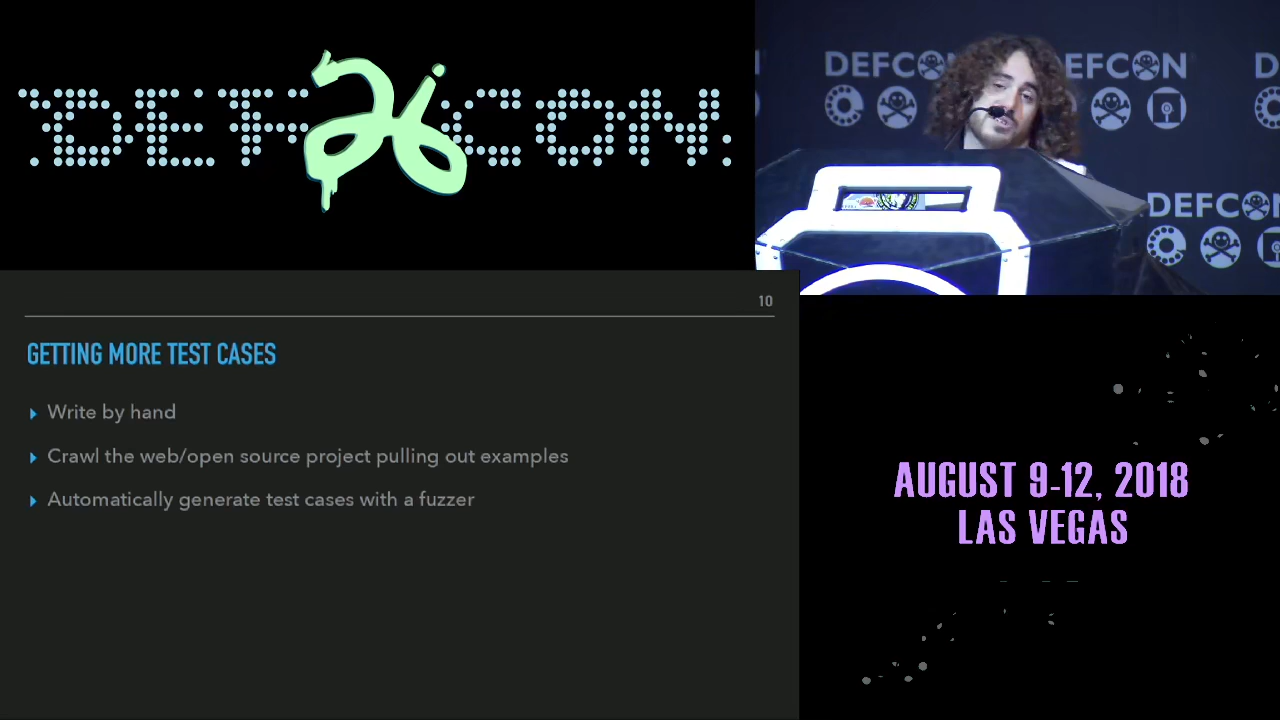 DEF CON
26
DEFCON
DEFCON
DEFCON
10
GETTING MORE TEST CASES
Write by hand
Crawl the web/open source project pulling out examples
Automatically generate test cases with a fuzzer
AUGUST 9-12, 2018
LAS VEGAS